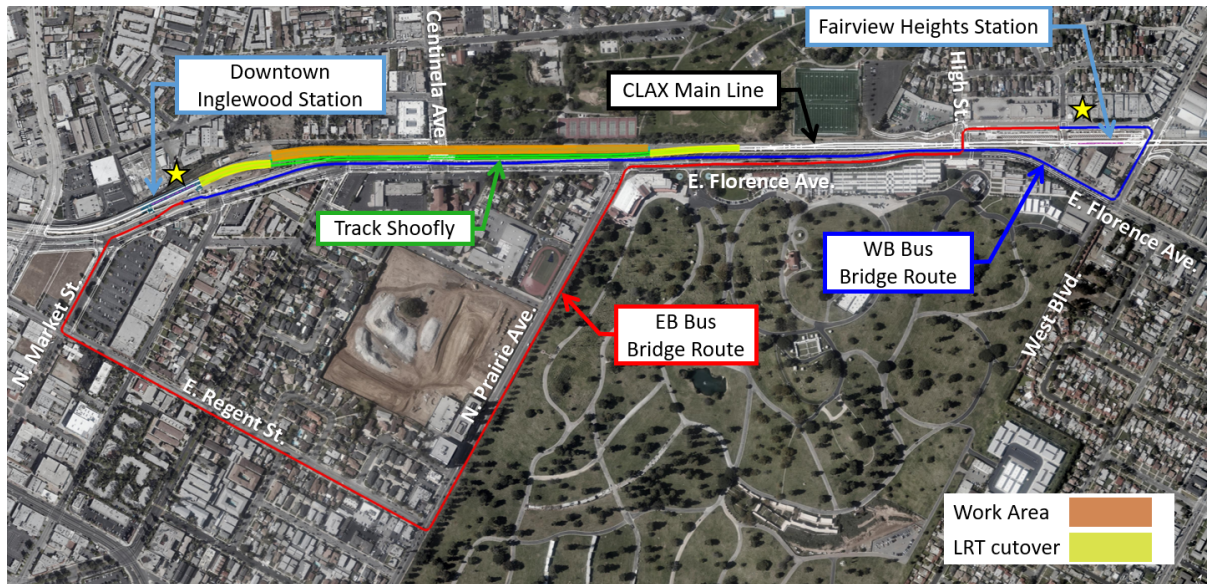 Fairview Heights Station
Downtown
Inglewood Station
Centinela Ave.
CLAX Main Line
High St.
E. Florence Ave.
Track Shoofly
E. Florence Ave.
WB Bus
Bridge Route
N. Market St.
EB Bus
Bridge Route
West Blvd.
N. Prairie Ave.
E. Regent St.
Work Area
LRT cutover